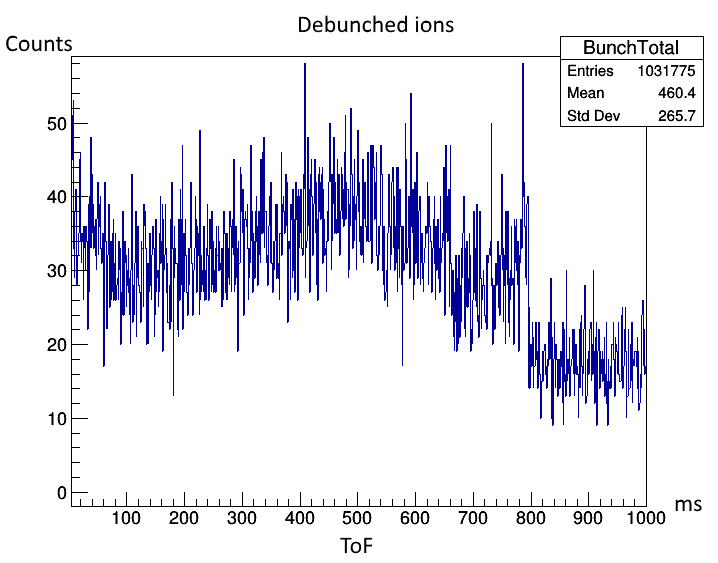 Debunched ions
Counts
BunchTotal
Entries 1031775
Mean 460.4
Std Dev 265.7
50
40
30
20
10
0
100 200 300 400 500 600 700 800 900 1000 ms
ToF